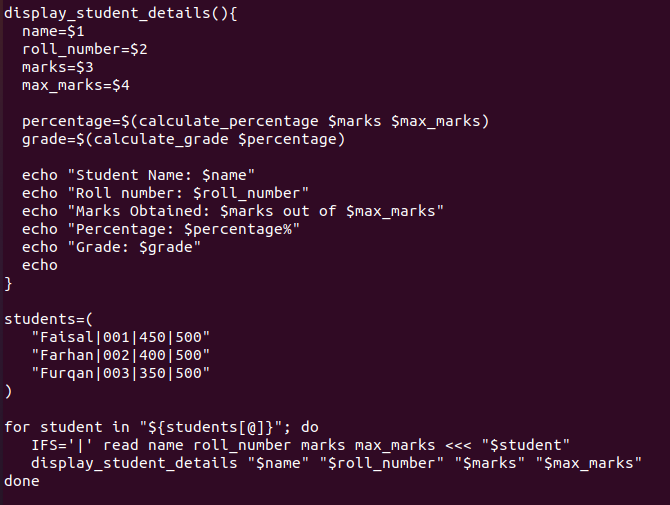 display_student_details(){
  name=$1
  roll_number=$2
  marks=$3
  max_marks=$4

  percentage=$(calculate_percentage $marks $max_marks)
  grade=$(calculate_grade $percentage)

  echo "Student Name: $name"
  echo "Roll number: $roll_number"
  echo "Marks Obtained: $marks out of $max_marks"
  echo "Percentage: $percentage%"
  echo "Grade: $grade"
  echo
}

students=(
   "Faisal|001|450|500"
   "Farhan|002|400|500"
   "Furqan|003|350|500"
)

for student in "${students[@]}"; do
   IFS='|' read name roll_number marks max_marks <<< "$student"
   display_student_details "$name" "$roll_number" "$marks" "$max_marks"
done